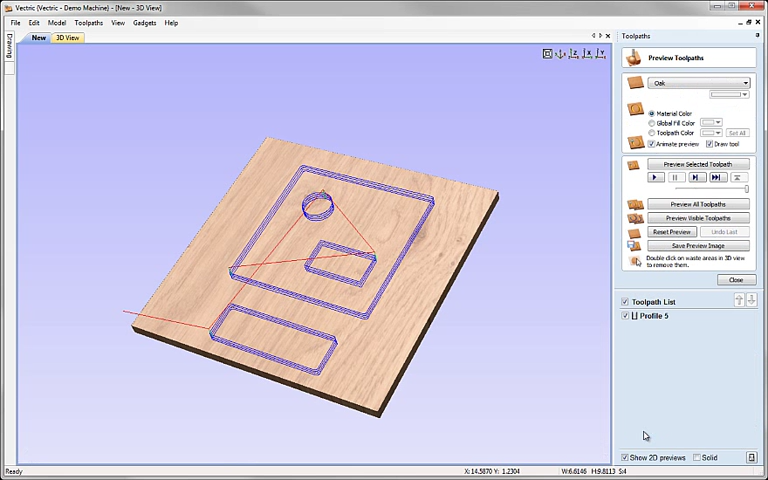 Vectric (Vectric - Demo Machine) - [New - 3D View]
File Edit Model Toolpaths View Gadgets Help
Drawing
New 3D View
Z X Y
Toolpaths
Preview Toolpaths
Oak
Material Color
Global Fill Color
Toolpath Color Set All
Animate preview Draw tool
Preview Selected Toolpath
Preview All Toolpaths
Preview Visible Toolpaths
Reset Preview Undo Last
Save Preview Image
Double click on waste areas in 3D view
to remove them.
Close
Toolpath List
Profile 5
Show 2D previews Solid
Ready X: 14.5870 Y: 1.2304 W:6.6146 H:9.8113 S:4